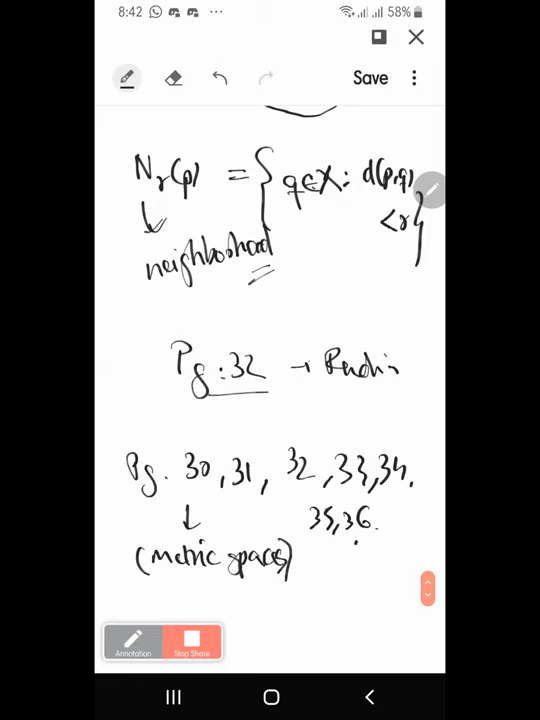 8:42 58%
Save
N_r(p) = { q ∈ X : d(p,q)
< r }
↓
neighborhood
Pg : 32 → Rudin
Pg. 30, 31, 32, 33, 34.
↓ 35, 36.
(metric spaces)
Annotation Stop Share